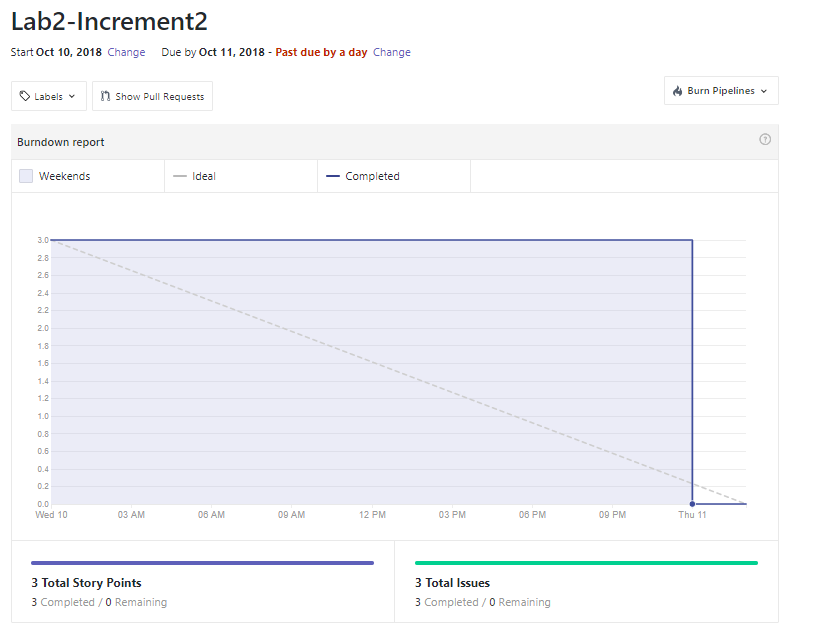 Lab2-Increment2
Start Oct 10, 2018 Change Due by Oct 11, 2018 - Past due by a day Change
Labels Show Pull Requests Burn Pipelines
Burndown report ?
Weekends Ideal Completed
3.0
2.8
2.6
2.4
2.2
2.0
1.8
1.6
1.4
1.2
1.0
0.8
0.6
0.4
0.2
0.0
Wed 10 03 AM 06 AM 09 AM 12 PM 03 PM 06 PM 09 PM Thu 11
3 Total Story Points
3 Completed / 0 Remaining
3 Total Issues
3 Completed / 0 Remaining